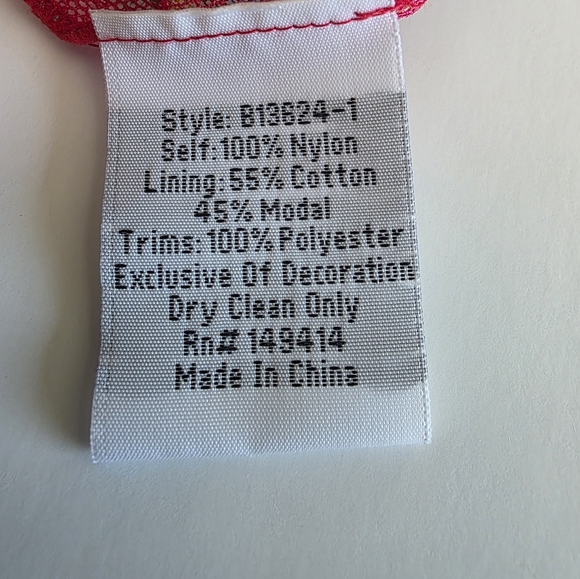 Style: B13624-1
Self:100% Nylon
Lining:55% Cotton
45% Modal
Trims:100% Polyester
Exclusive Of Decoration
Dry Clean Only
Rn# 149414
Made In China